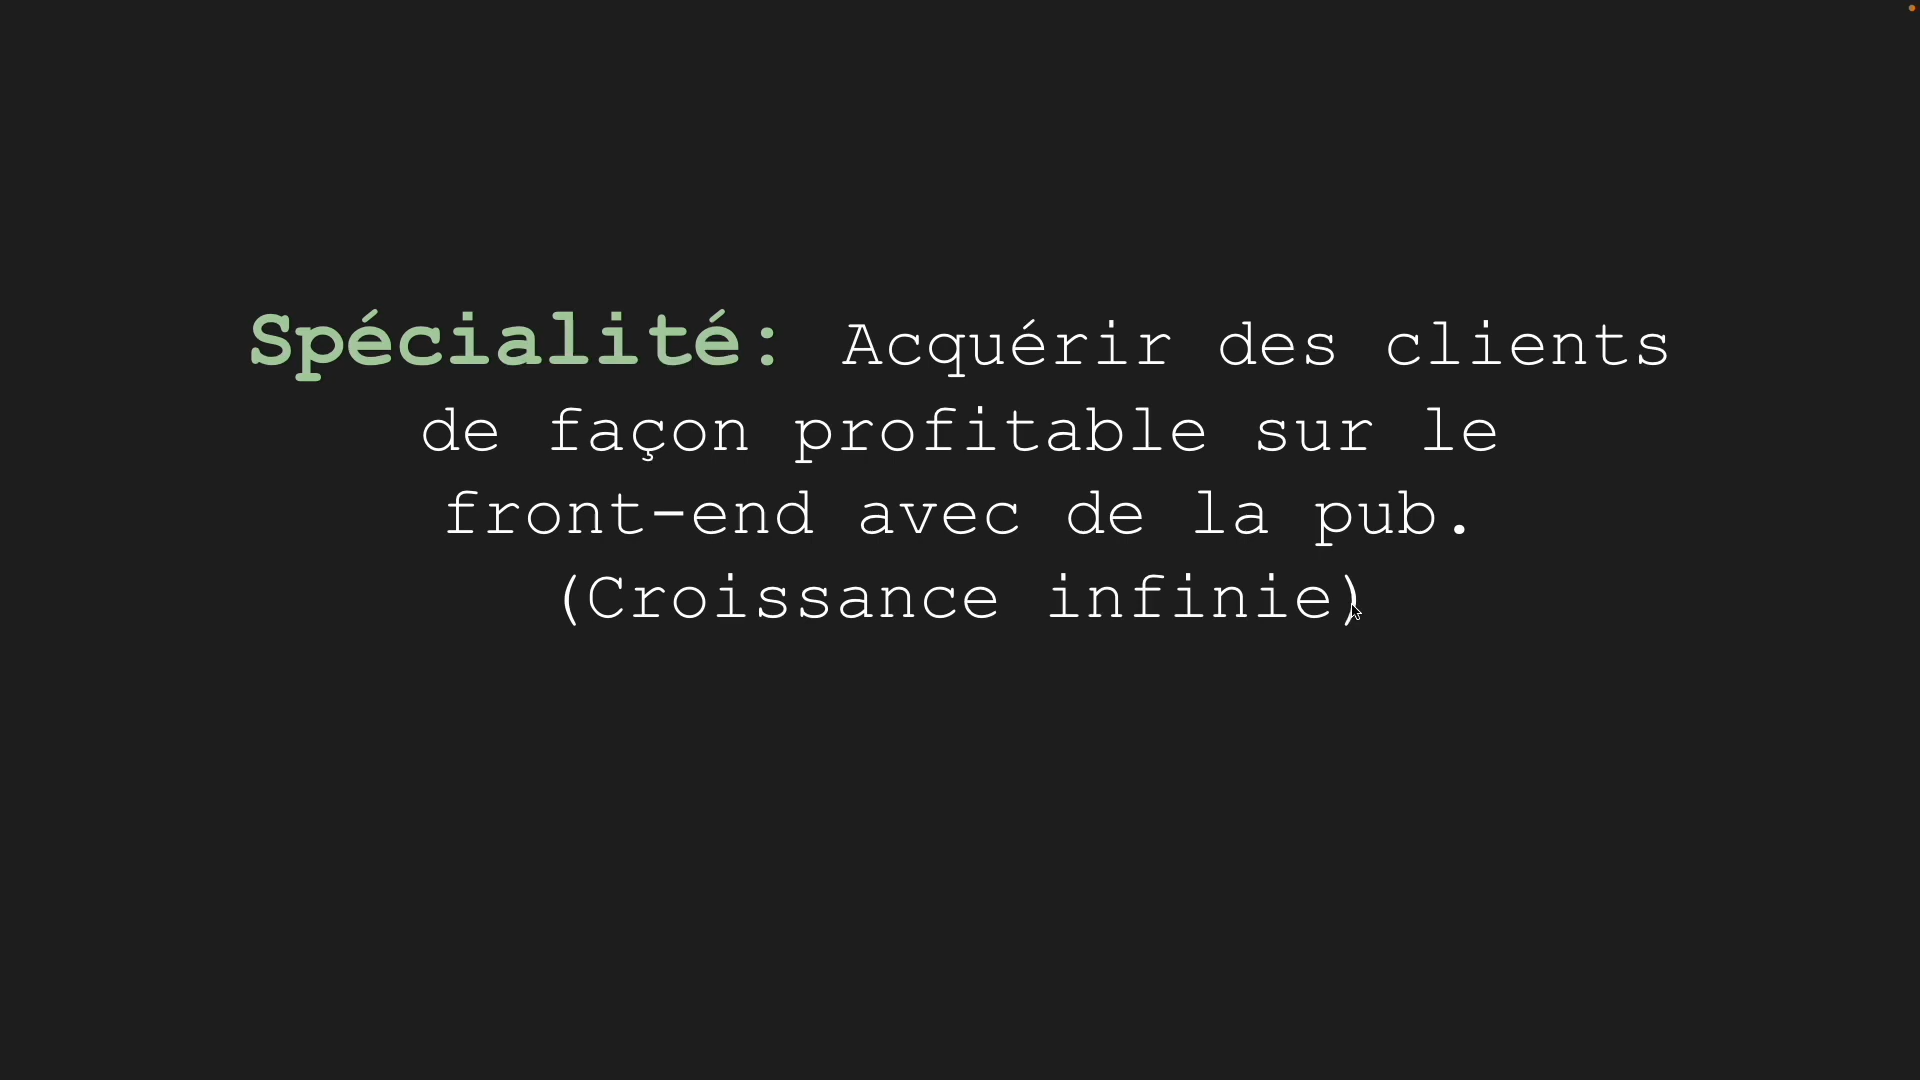 Spécialité: Acquérir des clients
de façon profitable sur le
front-end avec de la pub.
(Croissance infinie)